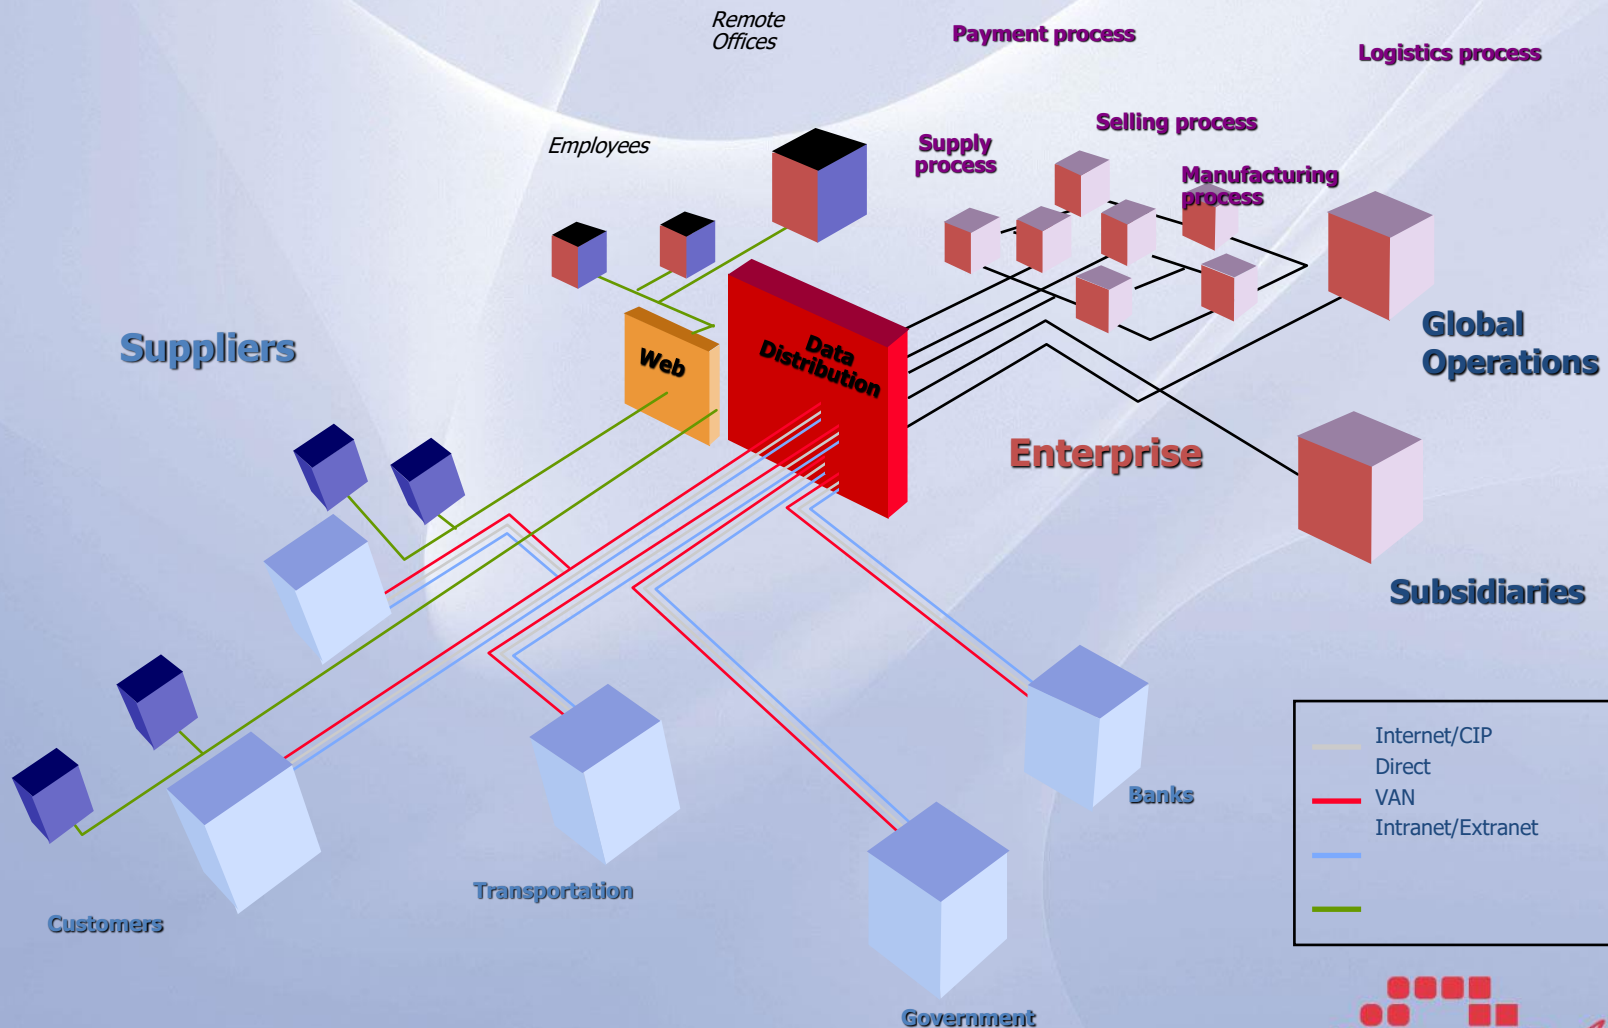 Remote
Offices
Payment process
Logistics process
Selling process
Employees
Supply
process
Manufacturing
process
Suppliers
Web
Data
Distribution
Global
Operations
Enterprise
Subsidiaries
Internet/CIP
Direct
VAN
Intranet/Extranet
Banks
Transportation
Customers
Government